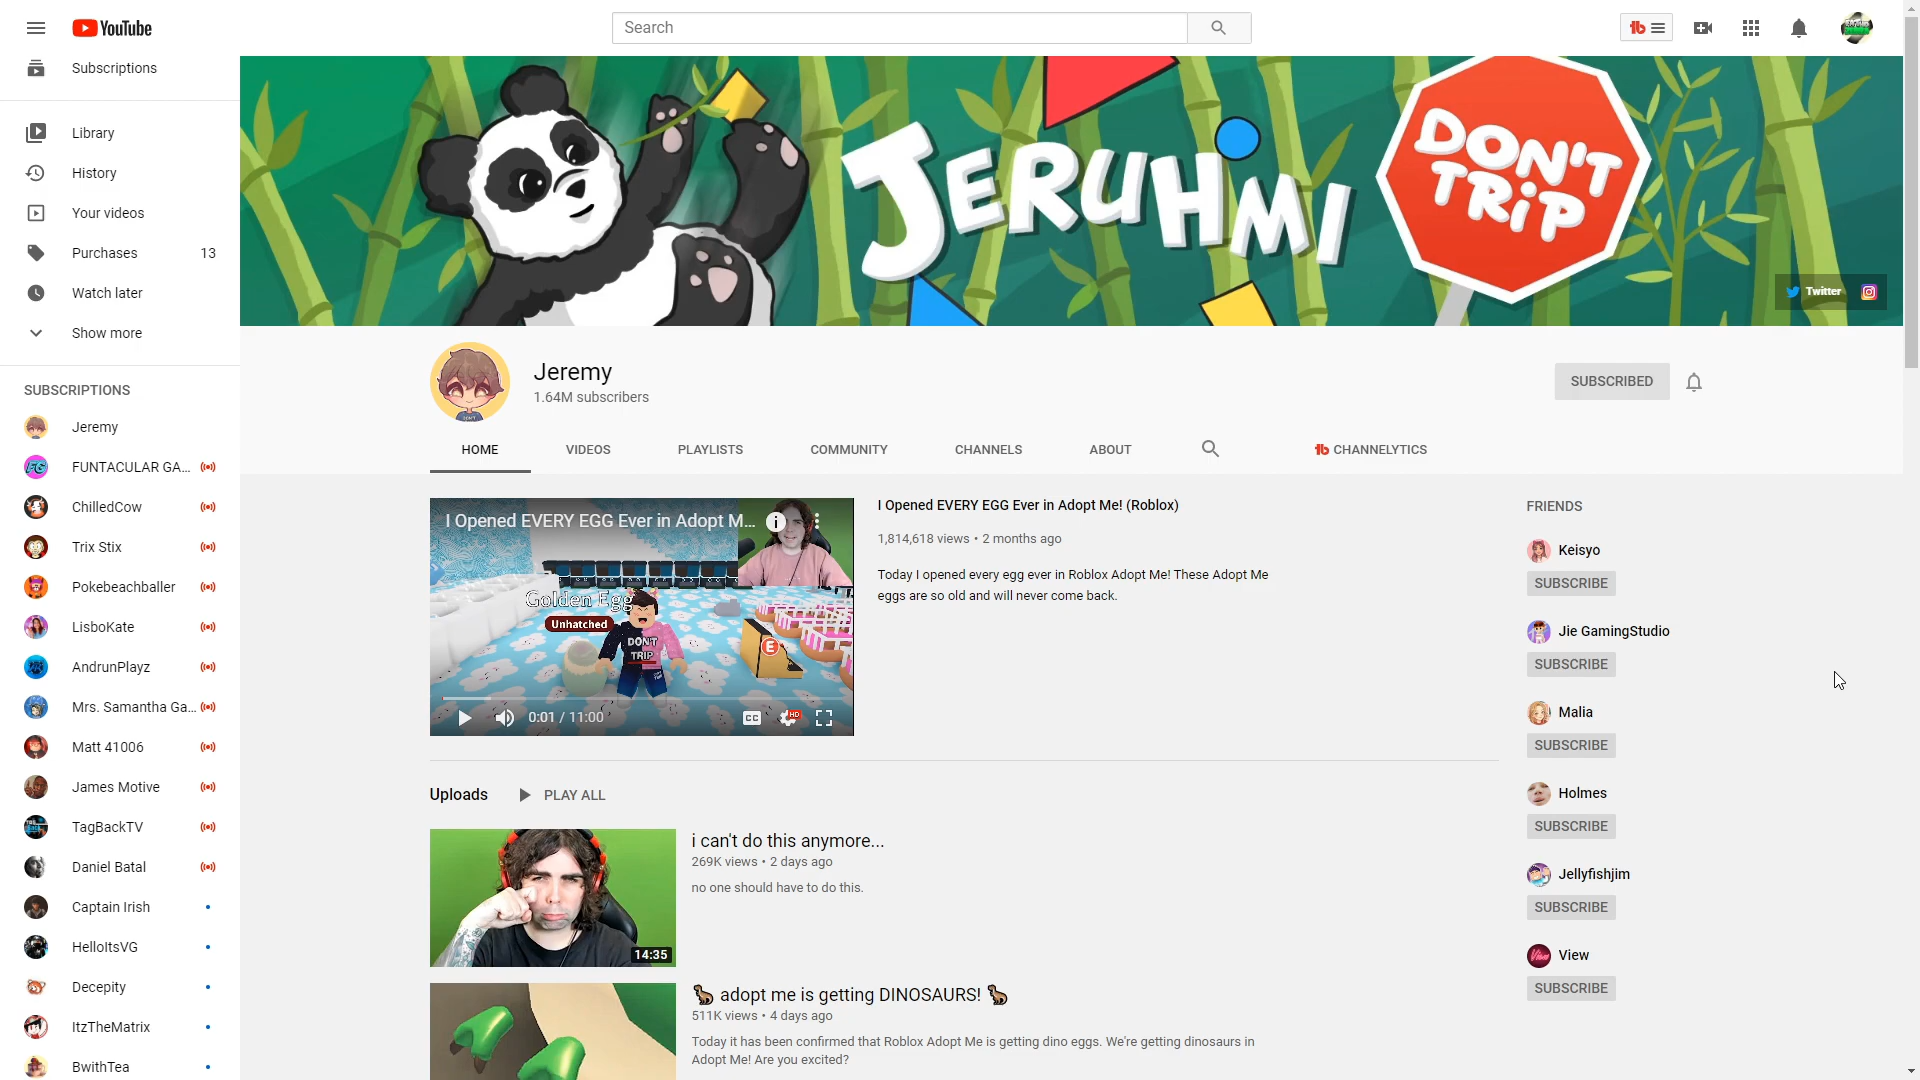 YouTube
Search
Subscriptions
Library
History
Your videos
Purchases 13
Watch later
Show more
SUBSCRIPTIONS
Jeremy
FUNTACULAR GA...
ChilledCow
Trix Stix
Pokebeachballer
LisboKate
AndrunPlayz
Mrs. Samantha Ga...
Matt 41006
James Motive
TagBackTV
Daniel Batal
Captain Irish
HelloItsVG
Decepity
ItzTheMatrix
BwithTea
JERUHMI
DON'T
TRiP
Twitter
Jeremy
1.64M subscribers
SUBSCRIBED
HOME VIDEOS PLAYLISTS COMMUNITY CHANNELS ABOUT CHANNELYTICS
I Opened EVERY EGG Ever in Adopt M...
Golden Egg
Unhatched
DON'T
TRIP
E
0:01 / 11:00
CC
HD
I Opened EVERY EGG Ever in Adopt Me! (Roblox)
1,814,618 views • 2 months ago
Today I opened every egg ever in Roblox Adopt Me! These Adopt Me
eggs are so old and will never come back.
Uploads PLAY ALL
14:35
i can't do this anymore...
269K views • 2 days ago
no one should have to do this.
🦕 adopt me is getting DINOSAURS! 🦕
511K views • 4 days ago
Today it has been confirmed that Roblox Adopt Me is getting dino eggs. We're getting dinosaurs in
Adopt Me! Are you excited?
FRIENDS
Keisyo
SUBSCRIBE
Jie GamingStudio
SUBSCRIBE
Malia
SUBSCRIBE
Holmes
SUBSCRIBE
Jellyfishjim
SUBSCRIBE
View
SUBSCRIBE